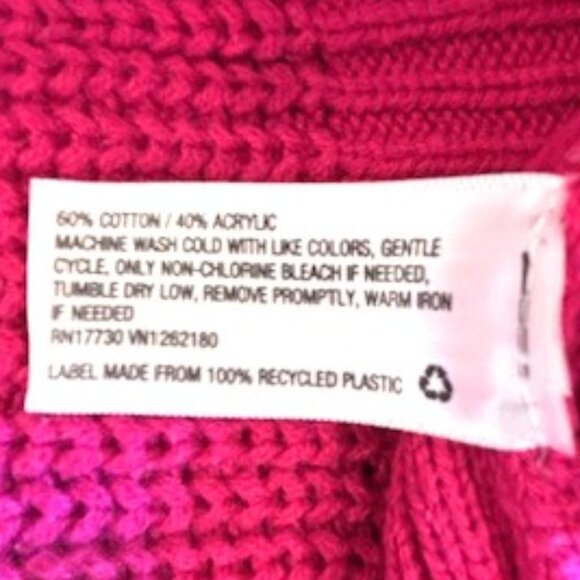 60% COTTON / 40% ACRYLIC
MACHINE WASH COLD WITH LIKE COLORS, GENTLE
CYCLE, ONLY NON-CHLORINE BLEACH IF NEEDED,
TUMBLE DRY LOW, REMOVE PROMPTLY, WARM IRON
IF NEEDED
RN17730 VN1262180
LABEL MADE FROM 100% RECYCLED PLASTIC